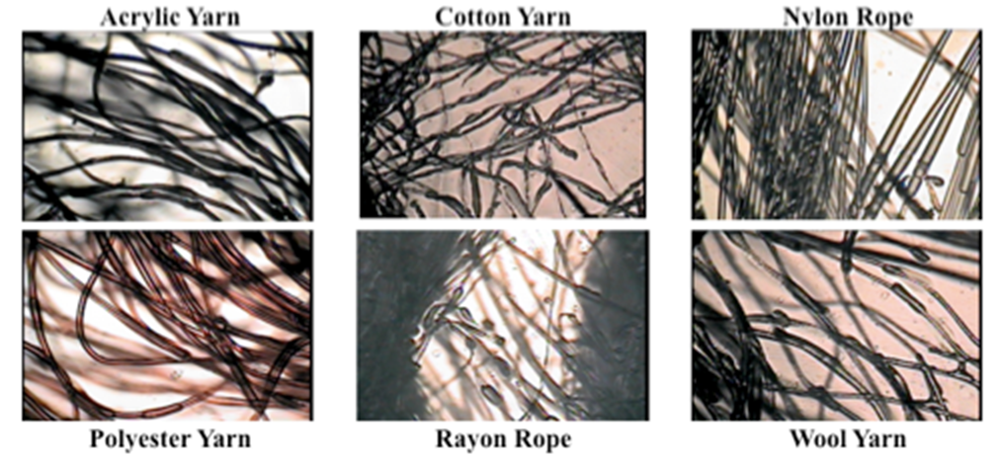 Acrylic Yarn
Cotton Yarn
Nylon Rope
Polyester Yarn
Rayon Rope
Wool Yarn